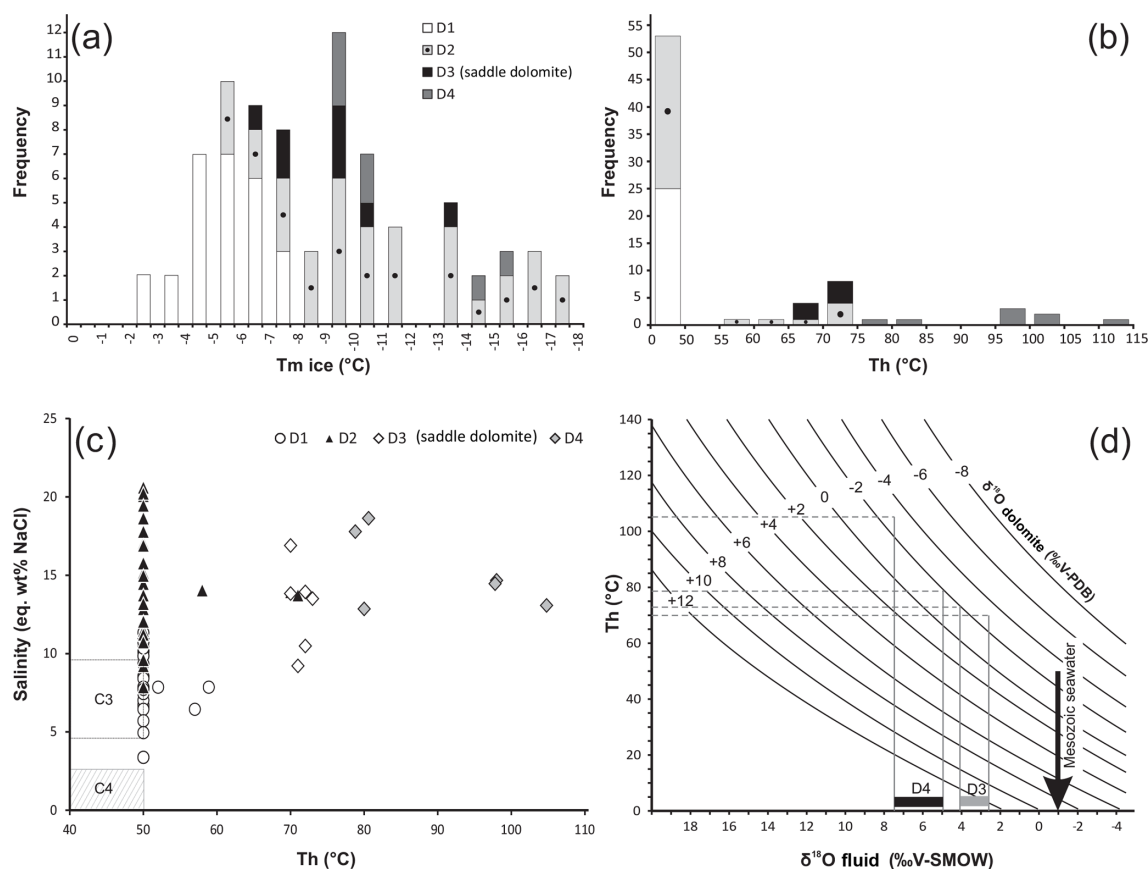 (a)
D1
D2
D3 (saddle dolomite)
D4
12
11
10
9
8
7
6
5
4
3
2
1
0
Frequency
0 -1 -2 -3 -4 -5 -6 -7 -8 -9 -10 -11 -12 -13 -14 -15 -16 -17 -18
Tm ice (°C)
(b)
55
50
45
40
35
30
25
20
15
10
5
0
Frequency
0 50 55 60 65 70 75 80 85 90 95 100 105 110 115
Th (°C)
(c)
D1 D2 D3 (saddle dolomite) D4
25
20
15
10
5
0
Salinity (eq. wt% NaCl)
C3
C4
40 50 60 70 80 90 100 110
Th (°C)
(d)
140
120
100
80
60
40
20
0
Th (°C)
+12
+10
+8
+6
+4
+2
0
-2
-4
-6
-8
δ¹⁸O dolomite (‰V-PDB)
Mesozoic seawater
D4
D3
18 16 14 12 10 8 6 4 2 0 -2 -4
δ¹⁸O fluid (‰V-SMOW)